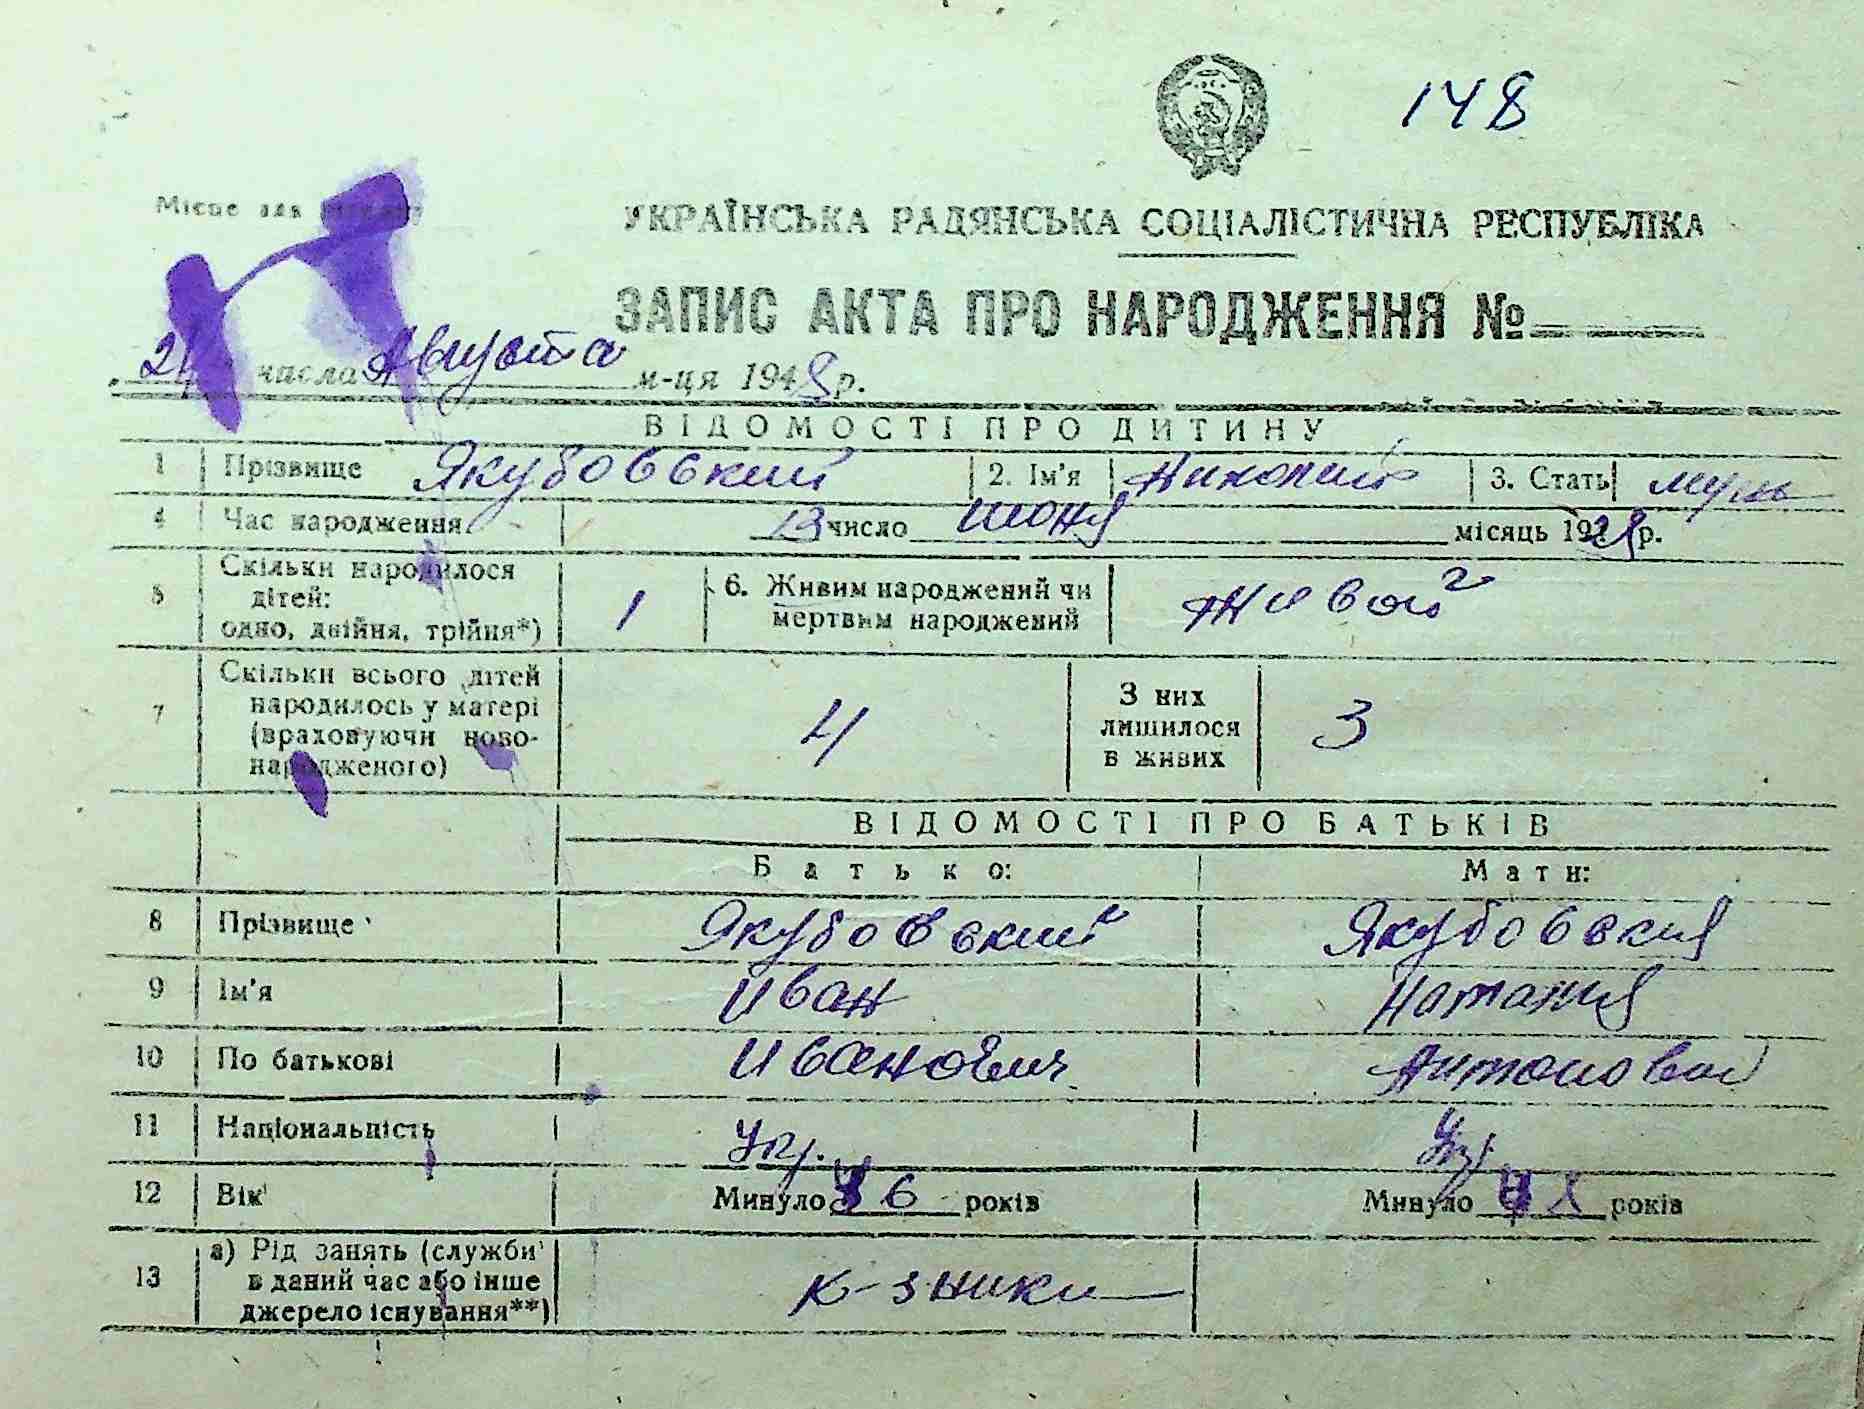 148
Місце для
УКРАЇНСЬКА РАДЯНСЬКА СОЦІАЛІСТИЧНА РЕСПУБЛІКА
ЗАПИС АКТА ПРО НАРОДЖЕННЯ №
числа Августа м-ця 1948 р.
ВІДОМОСТІ ПРО ДИТИНУ
1 Прізвище Якубовский 2. Ім'я Николай 3. Стать муж
4 Час народження 13 число июня місяць 1928 р.
5 Скільки народилося дітей: одно, двійня, трійня*) 1 6. Живим народжений чи мертвим народжений живой
7 Скільки всього дітей народилось у матері (враховуючи новонародженого) 4 З них лишилося в живих 3
ВІДОМОСТІ ПРО БАТЬКІВ
Батько: Мати:
8 Прізвище Якубовский Якубовская
9 Ім'я Иван Наталия
10 По батькові Иванович Антоновна
11 Національність Укр. Укр
12 Вік Минуло 6 років Минуло років
13 а) Рід занять (служби в даний час або інше джерело існування**) к-зники